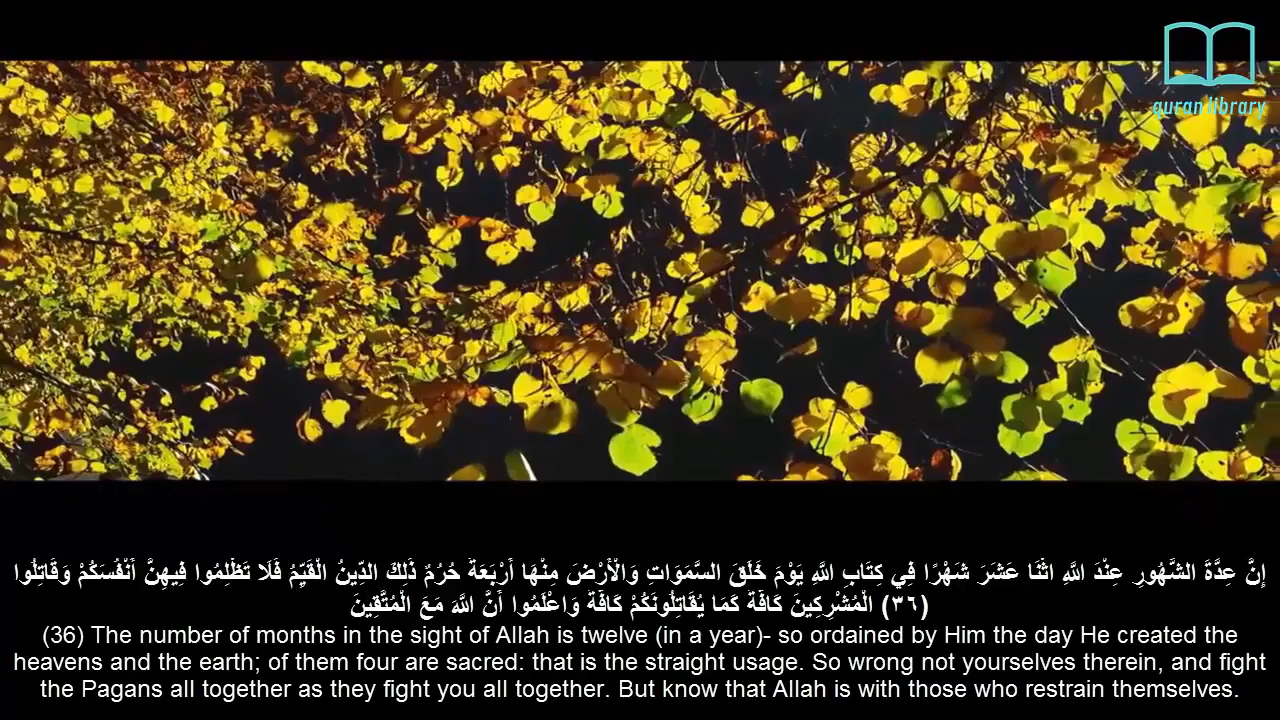 quran library
إِنَّ عِدَّةَ الشُّهُورِ عِنْدَ اللَّهِ اثْنَا عَشَرَ شَهْرًا فِي كِتَابِ اللَّهِ يَوْمَ خَلَقَ السَّمَوَاتِ وَالْأَرْضَ مِنْهَا أَرْبَعَةٌ حُرُمٌ ذَلِكَ الدِّينُ الْقَيِّمُ فَلَا تَظْلِمُوا فِيهِنَّ أَنْفُسَكُمْ وَقَاتِلُوا
الْمُشْرِكِينَ كَافَّةً كَمَا يُقَاتِلُونَكُمْ كَافَّةً وَاعْلَمُوا أَنَّ اللَّهَ مَعَ الْمُتَّقِينَ (٣٦)
(36) The number of months in the sight of Allah is twelve (in a year)- so ordained by Him the day He created the
heavens and the earth; of them four are sacred: that is the straight usage. So wrong not yourselves therein, and fight
the Pagans all together as they fight you all together. But know that Allah is with those who restrain themselves.